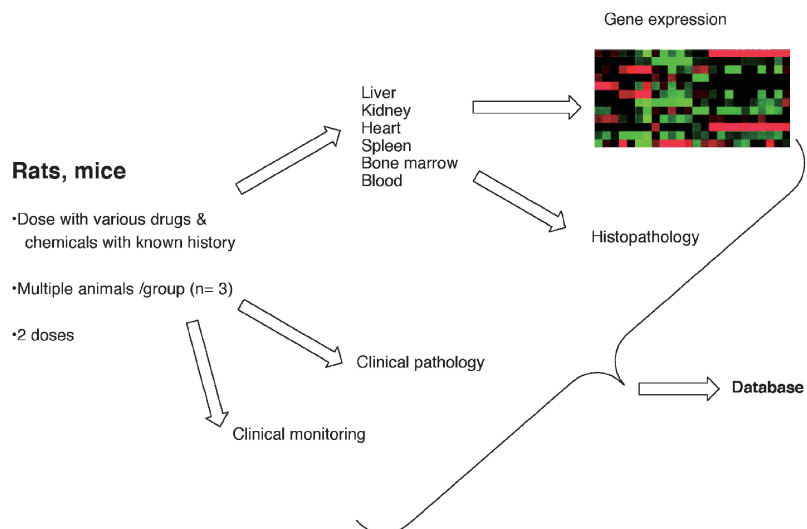 Gene expression
Liver
Kidney
Heart
Spleen
Bone marrow
Blood
Rats, mice
•Dose with various drugs &
chemicals with known history
•Multiple animals /group (n= 3)
•2 doses
Histopathology
Clinical pathology
Clinical monitoring
Database